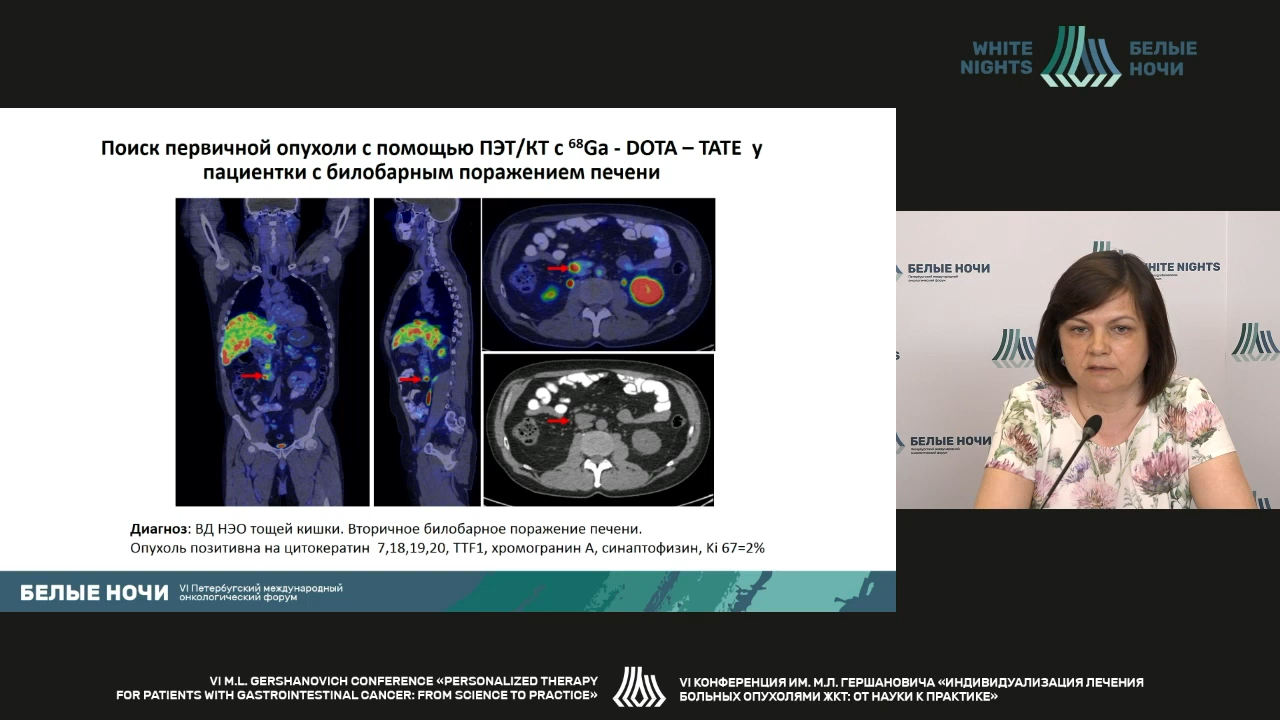 WHITE
NIGHTS
БЕЛЫЕ
НОЧИ
Поиск первичной опухоли с помощью ПЭТ/КТ с ⁶⁸Ga - DOTA – TATE у
пациентки с билобарным поражением печени
БЕЛЫЕ НОЧИ
WHITE NIGHTS
БЕЛЫЕ НОЧИ
Диагноз: ВД НЭО тощей кишки. Вторичное билобарное поражение печени.
Опухоль позитивна на цитокератин 7,18,19,20, TTF1, хромогранин А, синаптофизин, Ki 67=2%
БЕЛЫЕ НОЧИ
VI Петербургский международный
онкологический форум
VI M.L. GERSHANOVICH CONFERENCE «PERSONALIZED THERAPY
FOR PATIENTS WITH GASTROINTESTINAL CANCER: FROM SCIENCE TO PRACTICE»
VI КОНФЕРЕНЦИЯ ИМ. М.Л. ГЕРШАНОВИЧА «ИНДИВИДУАЛИЗАЦИЯ ЛЕЧЕНИЯ
БОЛЬНЫХ ОПУХОЛЯМИ ЖКТ: ОТ НАУКИ К ПРАКТИКЕ»